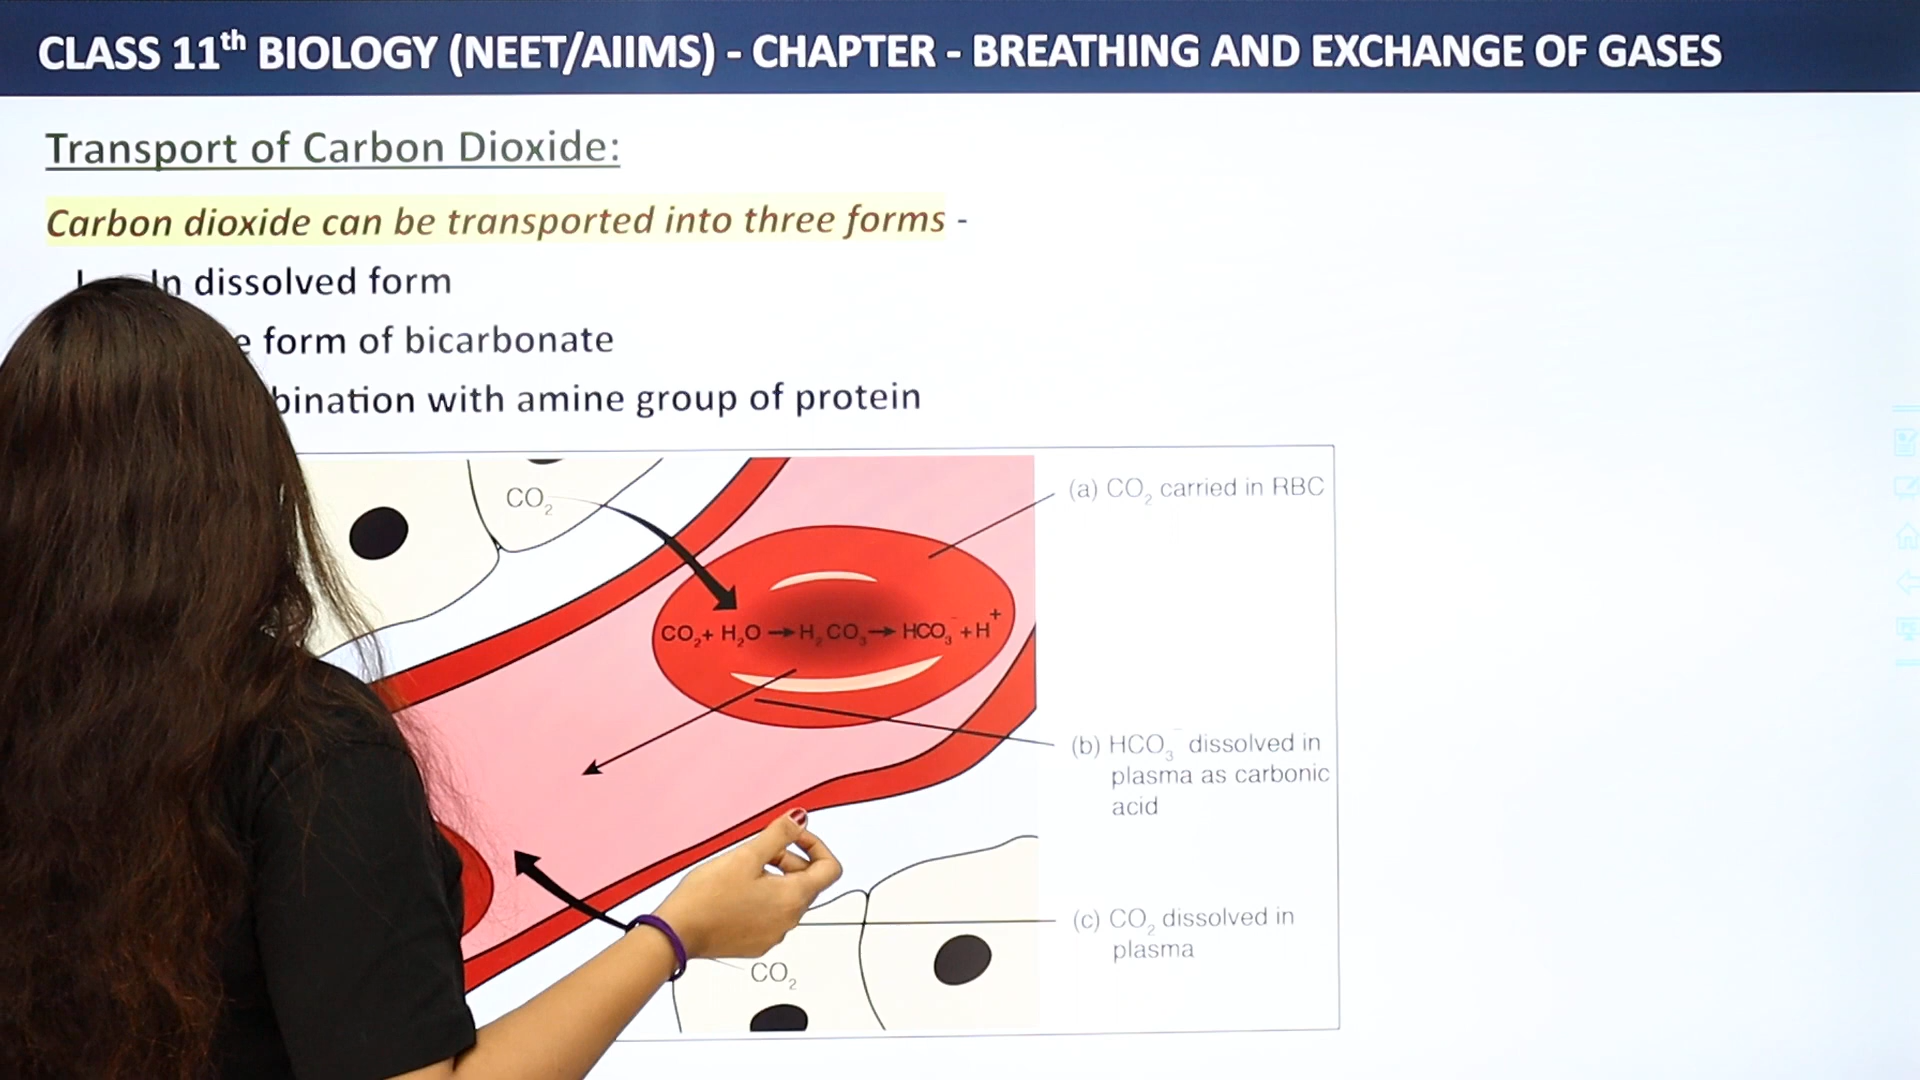 CLASS 11th BIOLOGY (NEET/AIIMS) - CHAPTER - BREATHING AND EXCHANGE OF GASES
Transport of Carbon Dioxide:
Carbon dioxide can be transported into three forms -
In dissolved form
form of bicarbonate
with amine group of protein
CO₂
(a) CO₂ carried in RBC
CO₂+ H₂O → H₂CO₃ → HCO₃⁻ + H⁺
(b) HCO₃⁻ dissolved in
plasma as carbonic
acid
(c) CO₂ dissolved in
plasma
CO₂